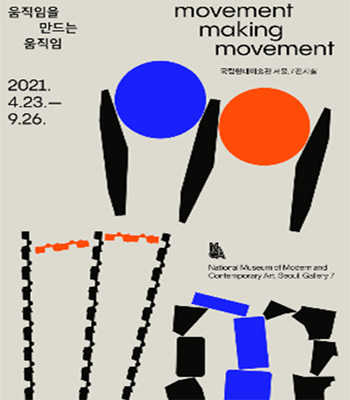 움직임을
만드는
움직임
movement
making
movement
국립현대미술관 서울, 7전시실
2021.
4.23.—
9.26.
National Museum of Modern and
Contemporary Art, Seoul Gallery 7